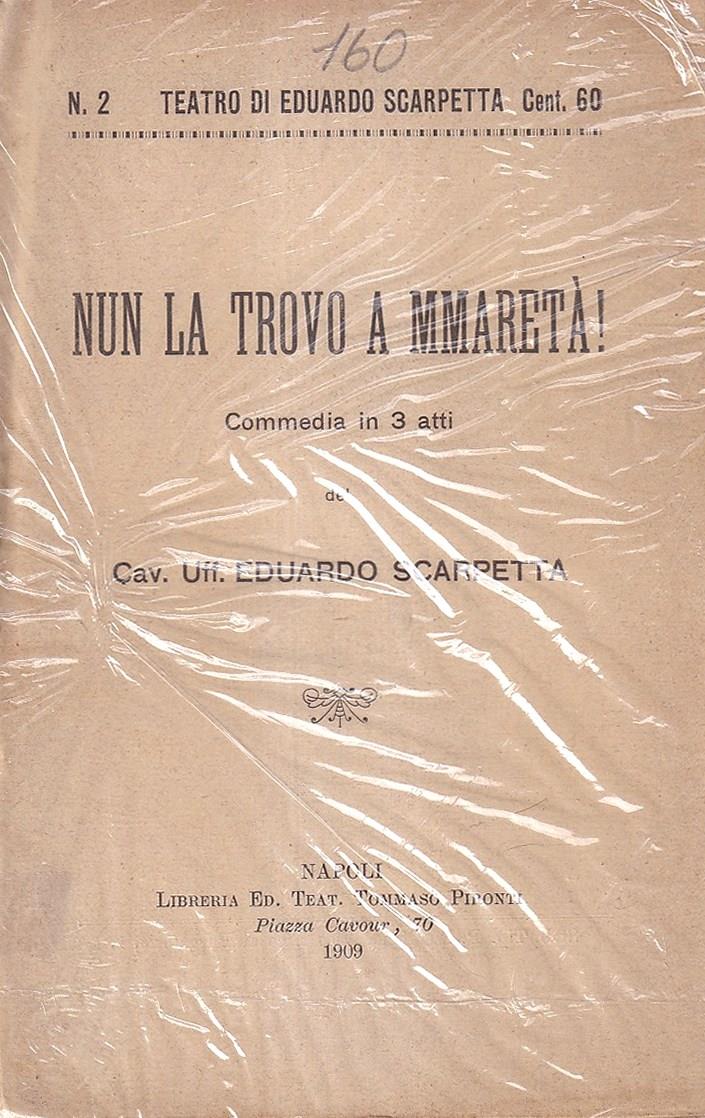 160
N. 2 TEATRO DI EDUARDO SCARPETTA Cent. 60
NUN LA TROVO A MMARETÀ!
Commedia in 3 atti
del
Cav. Uff. EDUARDO SCARPETTA
NAPOLI
LIBRERIA ED. TEAT. TOMMASO PIRONTI
Piazza Cavour, 70
1909